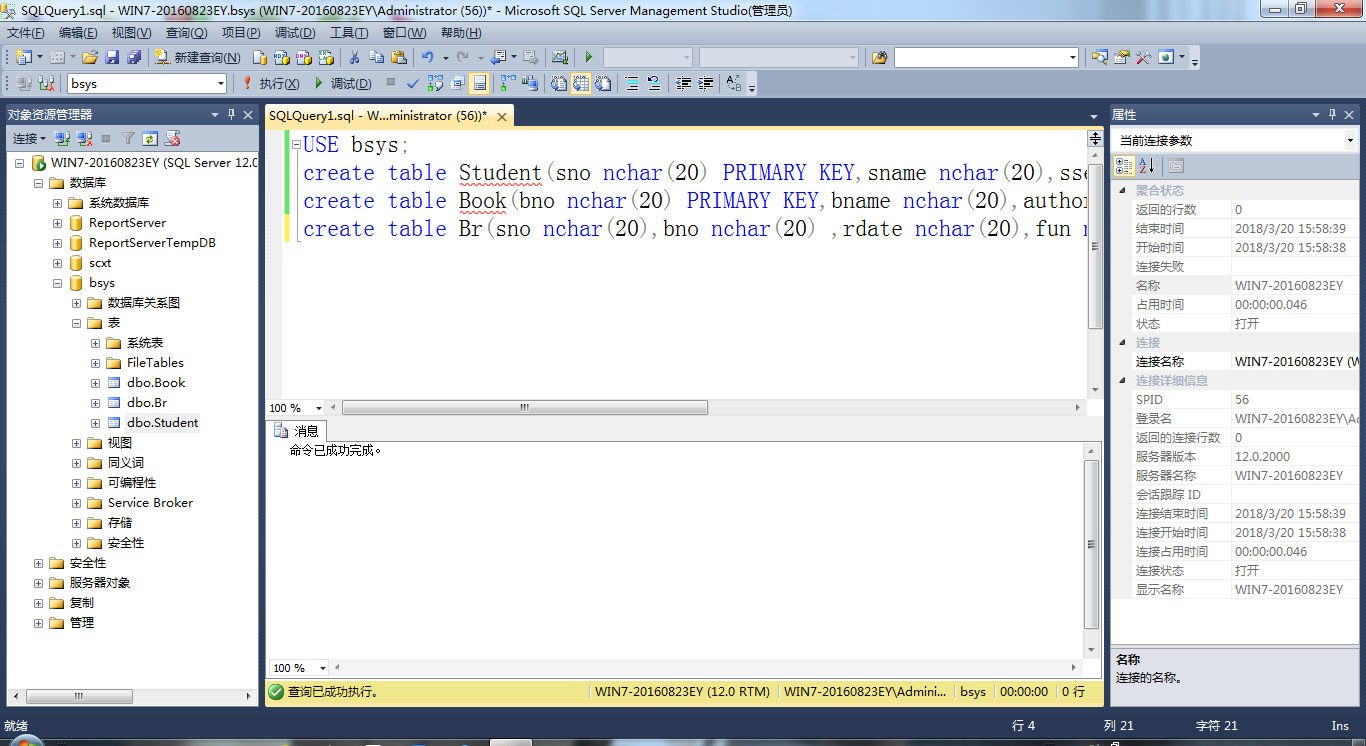 SQLQuery1.sql - WIN7-20160823EY.bsys (WIN7-20160823EY\Administrator (56))* - Microsoft SQL Server Management Studio(管理员)
文件(F) 编辑(E) 视图(V) 查询(Q) 项目(P) 调试(D) 工具(T) 窗口(W) 帮助(H)
新建查询(N)
bsys 执行(X) 调试(D)
对象资源管理器
连接
WIN7-20160823EY (SQL Server 12.0
数据库
系统数据库
ReportServer
ReportServerTempDB
scxt
bsys
数据库关系图
表
系统表
FileTables
dbo.Book
dbo.Br
dbo.Student
视图
同义词
可编程性
Service Broker
存储
安全性
安全性
服务器对象
复制
管理
SQLQuery1.sql - W...ministrator (56))*
USE bsys;
create table Student(sno nchar(20) PRIMARY KEY,sname nchar(20),sse
create table Book(bno nchar(20) PRIMARY KEY,bname nchar(20),author
create table Br(sno nchar(20),bno nchar(20) ,rdate nchar(20),fun n
100 %
消息
命令已成功完成。
100 %
查询已成功执行。 WIN7-20160823EY (12.0 RTM) WIN7-20160823EY\Admini... bsys 00:00:00 0 行
属性
当前连接参数
聚合状态
返回的行数 0
结束时间 2018/3/20 15:58:39
开始时间 2018/3/20 15:58:38
连接失败
名称 WIN7-20160823EY
占用时间 00:00:00.046
状态 打开
连接
连接名称 WIN7-20160823EY (W
连接详细信息
SPID 56
登录名 WIN7-20160823EY\Ad
返回的连接行数 0
服务器版本 12.0.2000
服务器名称 WIN7-20160823EY
会话跟踪 ID
连接结束时间 2018/3/20 15:58:39
连接开始时间 2018/3/20 15:58:38
连接占用时间 00:00:00.046
连接状态 打开
显示名称 WIN7-20160823EY
名称
连接的名称。
就绪 行 4 列 21 字符 21 Ins